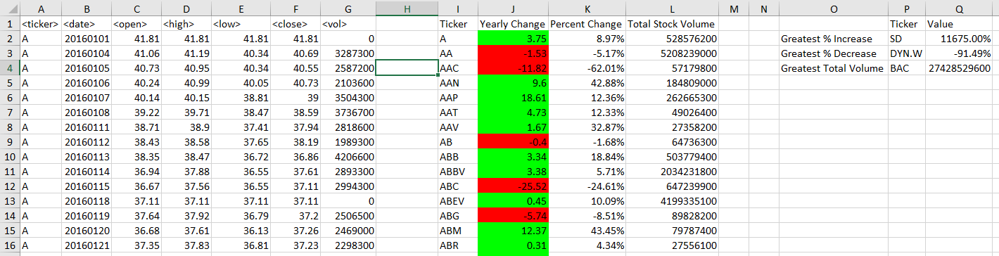 A B C D E F G H I J K L M N O P Q
1 <ticker> <date> <open> <high> <low> <close> <vol> Ticker Yearly Change Percent Change Total Stock Volume Ticker Value
2 A 20160101 41.81 41.81 41.81 41.81 0 A 3.75 8.97% 528576200 Greatest % Increase SD 11675.00%
3 A 20160104 41.06 41.19 40.34 40.69 3287300 AA -1.53 -5.17% 5208239000 Greatest % Decrease DYN.W -91.49%
4 A 20160105 40.73 40.95 40.34 40.55 2587200 AAC -11.82 -62.01% 57179800 Greatest Total Volume BAC 27428529600
5 A 20160106 40.24 40.99 40.05 40.73 2103600 AAN 9.6 42.88% 184809000
6 A 20160107 40.14 40.15 38.81 39 3504300 AAP 18.61 12.36% 262665300
7 A 20160108 39.22 39.71 38.47 38.59 3736700 AAT 4.73 12.33% 49026400
8 A 20160111 38.71 38.9 37.41 37.94 2818600 AAV 1.67 32.87% 27358200
9 A 20160112 38.43 38.58 37.65 38.19 1989300 AB -0.4 -1.68% 64736300
10 A 20160113 38.35 38.47 36.72 36.86 4206600 ABB 3.34 18.84% 503779400
11 A 20160114 36.94 37.88 36.55 37.61 2893300 ABBV 3.38 5.71% 2034231800
12 A 20160115 36.67 37.56 36.55 37.11 2994300 ABC -25.52 -24.61% 647239900
13 A 20160118 37.11 37.11 37.11 37.11 0 ABEV 0.45 10.09% 4199335100
14 A 20160119 37.64 37.92 36.79 37.2 2506500 ABG -5.74 -8.51% 89828200
15 A 20160120 36.68 37.61 36.13 37.26 2469000 ABM 12.37 43.45% 79787400
16 A 20160121 37.35 37.83 36.81 37.23 2298300 ABR 0.31 4.34% 27556100